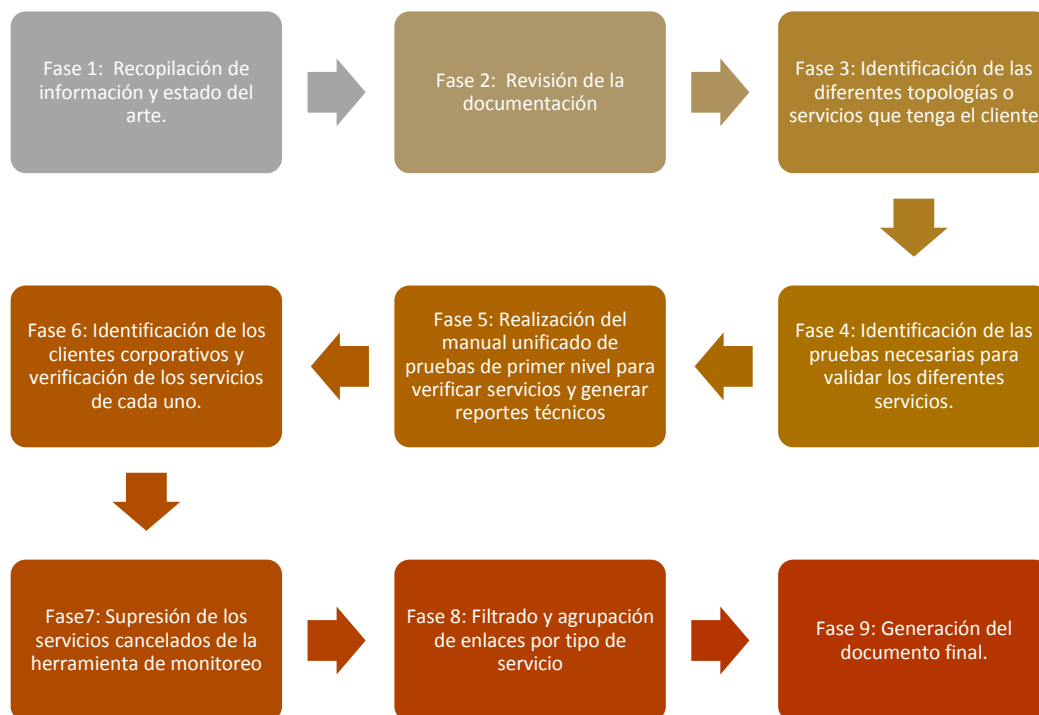 Fase 1:  Recopilación de
información y estado del
arte.
Fase 2:  Revisión de la
documentación
Fase 3: Identificación de las
diferentes topologías o
servicios que tenga el cliente
Fase 4: Identificación de las
pruebas necesarias para
validar los diferentes
servicios.
Fase 5: Realización del
manual unificado de
pruebas de primer nivel para
verificar servicios y generar
reportes técnicos
Fase 6: Identificación de los
clientes corporativos y
verificación de los servicios
de cada uno.
Fase7: Supresión de los
servicios cancelados de la
herramienta de monitoreo
Fase 8: Filtrado y agrupación
de enlaces por tipo de
servicio
Fase 9: Generación del
documento final.